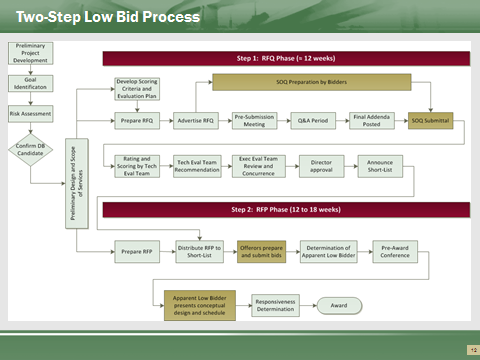 Two-Step Low Bid Process
Preliminary
Project
Development
Goal
Identificaton
Risk Assessment
Confirm DB
Candidate
Preliminary Design and Scope
of Services
Step 1:  RFQ Phase (≈ 12 weeks)
Develop Scoring
Criteria and
Evaluation Plan
SOQ Preparation by Bidders
Prepare RFQ
Advertise RFQ
Pre-Submission
Meeting
Q&A Period
Final Addenda
Posted
SOQ Submittal
Rating and
Scoring by Tech
Eval Team
Tech Eval Team
Recommendation
Exec Eval Team
Review and
Concurrence
Director
approval
Announce
Short-List
Step 2:  RFP Phase (12 to 18 weeks)
Prepare RFP
Distribute RFP to
Short-List
Offerors prepare
and submit bids
Determination of
Apparent Low Bidder
Pre-Award
Conference
Apparent Low Bidder
presents conceptual
design and schedule
Responsiveness
Determination
Award
12